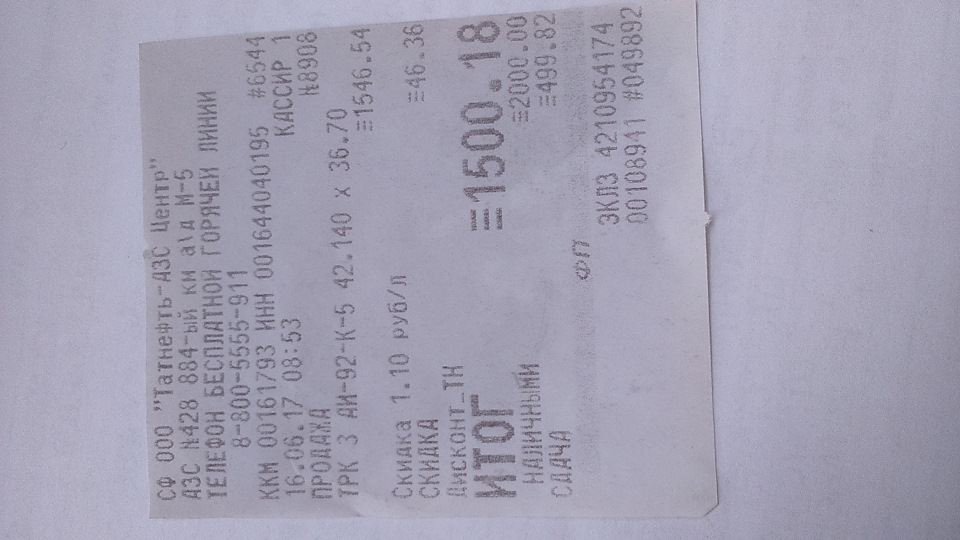 СФ ООО "Татнефть-АЗС Центр"
АЗС №428 884-ый км а\д М-5
ТЕЛЕФОН БЕСПЛАТНОЙ ГОРЯЧЕЙ ЛИНИИ
8-800-5555-911
ККМ 00161793 ИНН 001644040195 #6544
16.06.17 08:53 КАССИР 1
ПРОДАЖА №8908
ТРК 3 АИ-92-К-5 42.140 х 36.70
≡1546.54
Скидка 1.10 руб/л
СКИДКА ≡46.36
Дисконт_ТН
ИТОГ ≡1500.18
НАЛИЧНЫМИ ≡2000.00
СДАЧА ≡499.82
ФП
ЭКЛЗ 4210954174
00108941 #049892